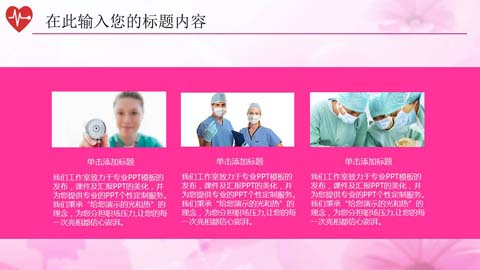 在此输入您的标题内容
单击添加标题
我们工作室致力于专业PPT模板的
发布，课件及汇报PPT的美化，并
为您提供专业的PPT个性定制服务。
我们秉承“给您演示的光和热”的
理念，为您分担职场压力,让您的每
一次亮相都信心澎湃。
单击添加标题
我们工作室致力于专业PPT模板的
发布，课件及汇报PPT的美化，并
为您提供专业的PPT个性定制服务。
我们秉承“给您演示的光和热”的
理念，为您分担职场压力,让您的每
一次亮相都信心澎湃。
单击添加标题
我们工作室致力于专业PPT模板的
发布，课件及汇报PPT的美化，并
为您提供专业的PPT个性定制服务。
我们秉承“给您演示的光和热”的
理念，为您分担职场压力,让您的每
一次亮相都信心澎湃。